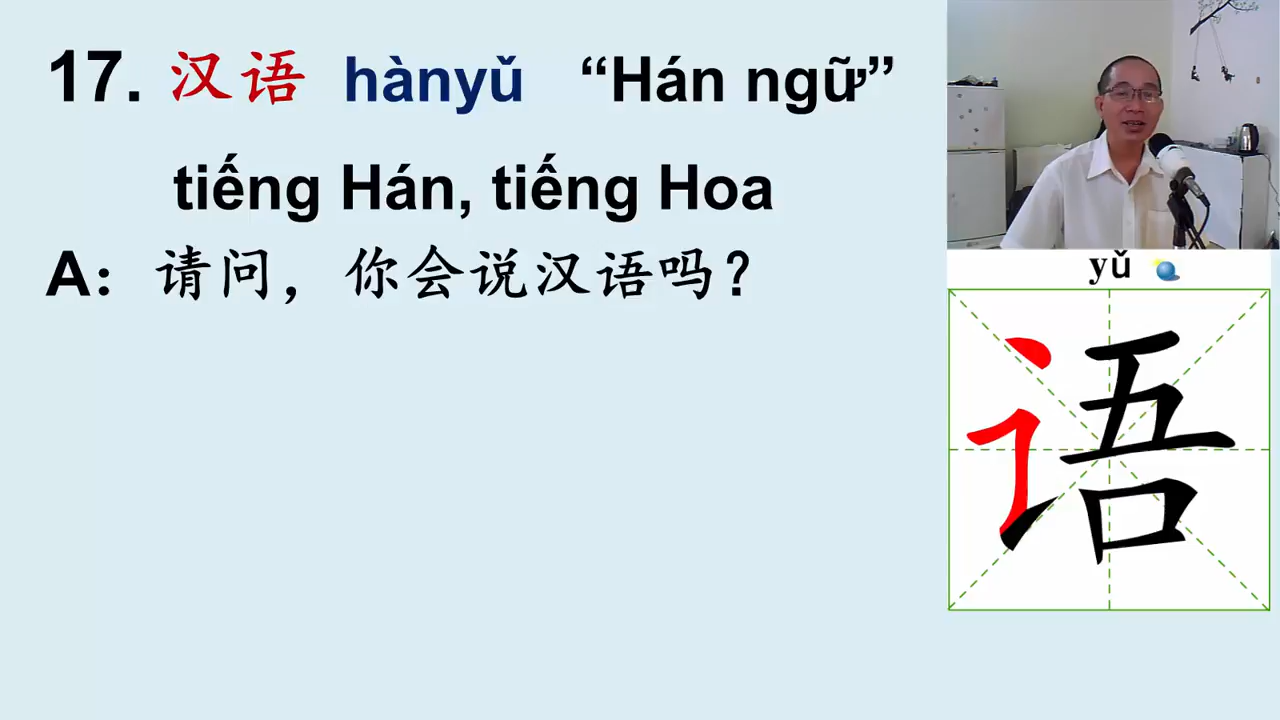 17. 汉语 hànyǔ “Hán ngữ”
tiếng Hán, tiếng Hoa
A：请问，你会说汉语吗？
yǔ
语